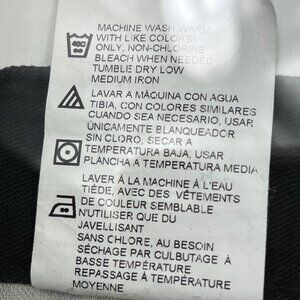 MACHINE WASH WARM
WITH LIKE COLORS
ONLY, NON-CHLORINE
BLEACH WHEN NEEDED
TUMBLE DRY LOW
MEDIUM IRON
40C
LAVAR A MÁQUINA CON AGUA
TIBIA, CON COLORES SIMILARES
CUANDO SEA NECESARIO, USAR
ÚNICAMENTE BLANQUEADOR
SIN CLORO, SECAR A
TEMPERATURA BAJA, USAR
PLANCHA A TEMPERATURA MEDIA
LAVER À LA MACHINE À L'EAU
TIÈDE, AVEC DES VÊTEMENTS
DE COULEUR SEMBLABLE
N'UTILISER QUE DU
JAVELLISANT
SANS CHLORE, AU BESOIN
SÉCHAGE PAR CULBUTAGE À
BASSE TEMPÉRATURE
REPASSAGE À TEMPÉRATURE
MOYENNE